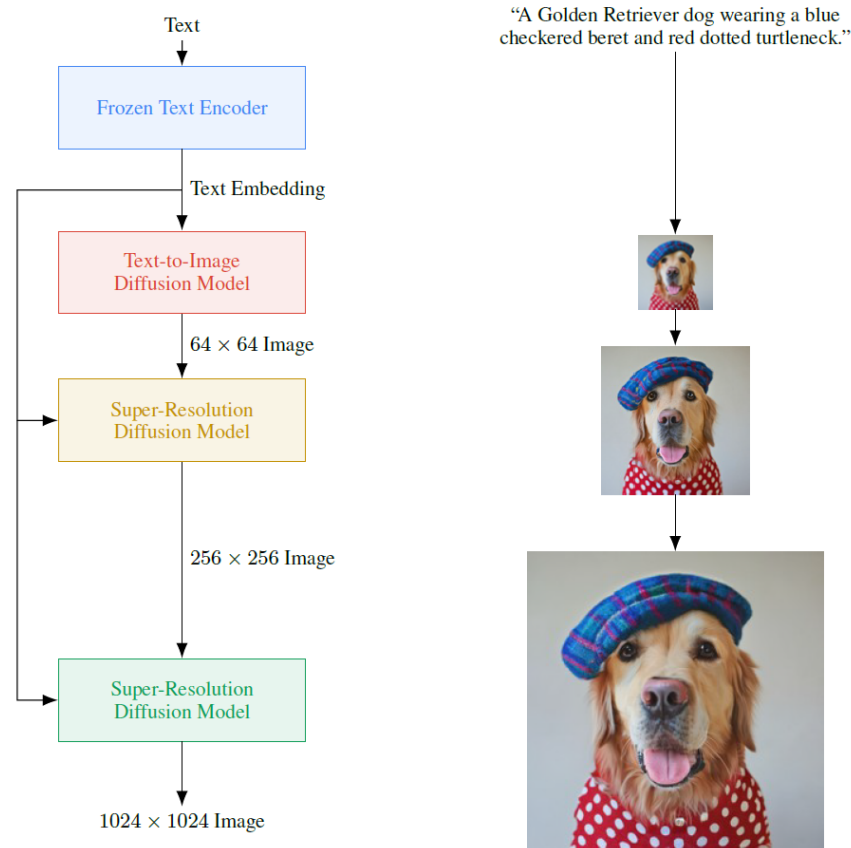 Text
“A Golden Retriever dog wearing a blue
checkered beret and red dotted turtleneck.”
Frozen Text Encoder
Text Embedding
Text-to-Image
Diffusion Model
64 × 64 Image
Super-Resolution
Diffusion Model
256 × 256 Image
Super-Resolution
Diffusion Model
1024 × 1024 Image